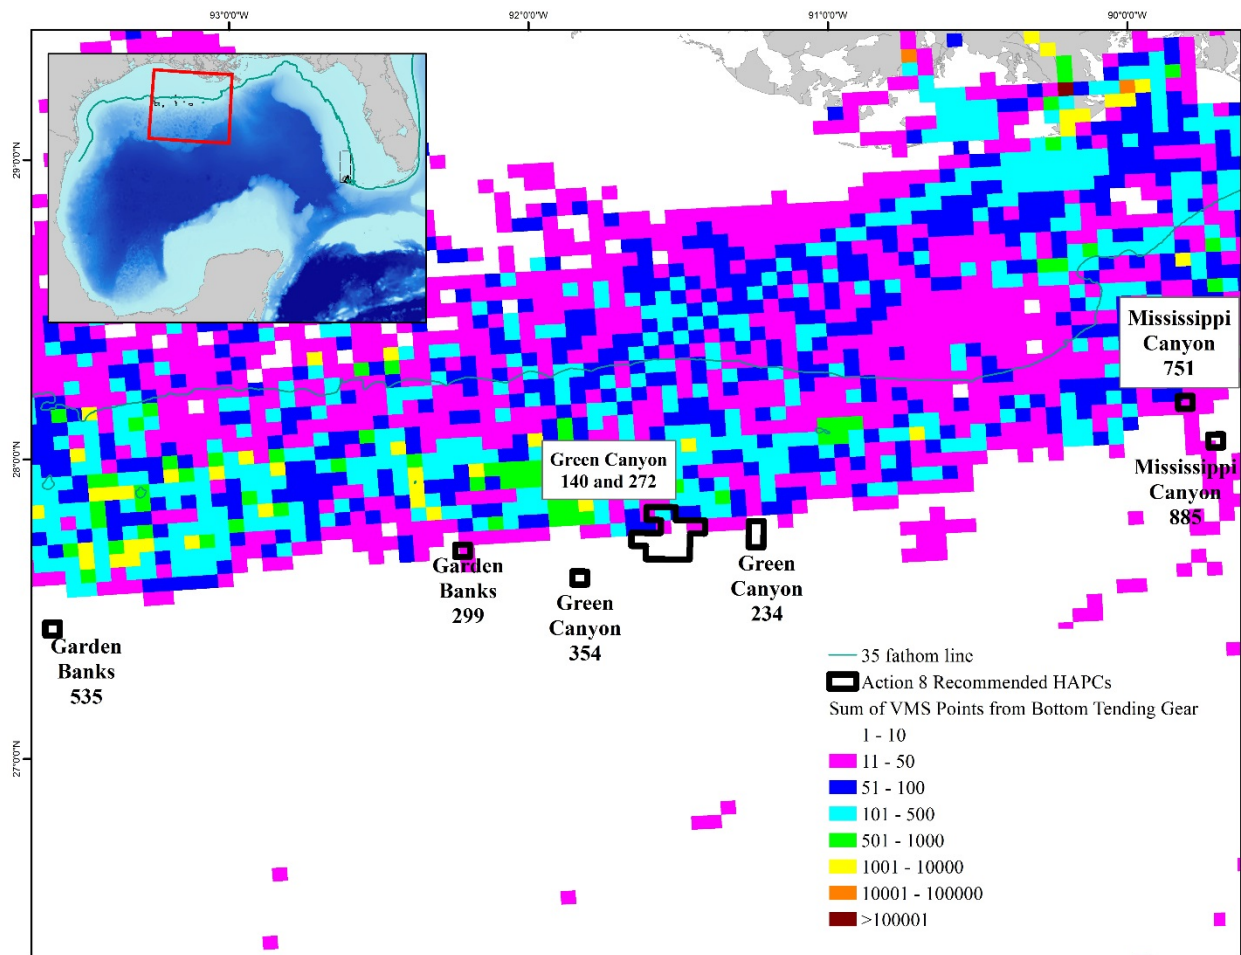 93°0'0"W
92°0'0"W
91°0'0"W
90°0'0"W
29°0'0"N
28°0'0"N
27°0'0"N
Mississippi
Canyon
751
Mississippi
Canyon
885
Green Canyon
140 and 272
Garden
Banks
299
Green
Canyon
354
Green
Canyon
234
Garden
Banks
535
35 fathom line
Action 8 Recommended HAPCs
Sum of VMS Points from Bottom Tending Gear
1 - 10
11 - 50
51 - 100
101 - 500
501 - 1000
1001 - 10000
10001 - 100000
>100001